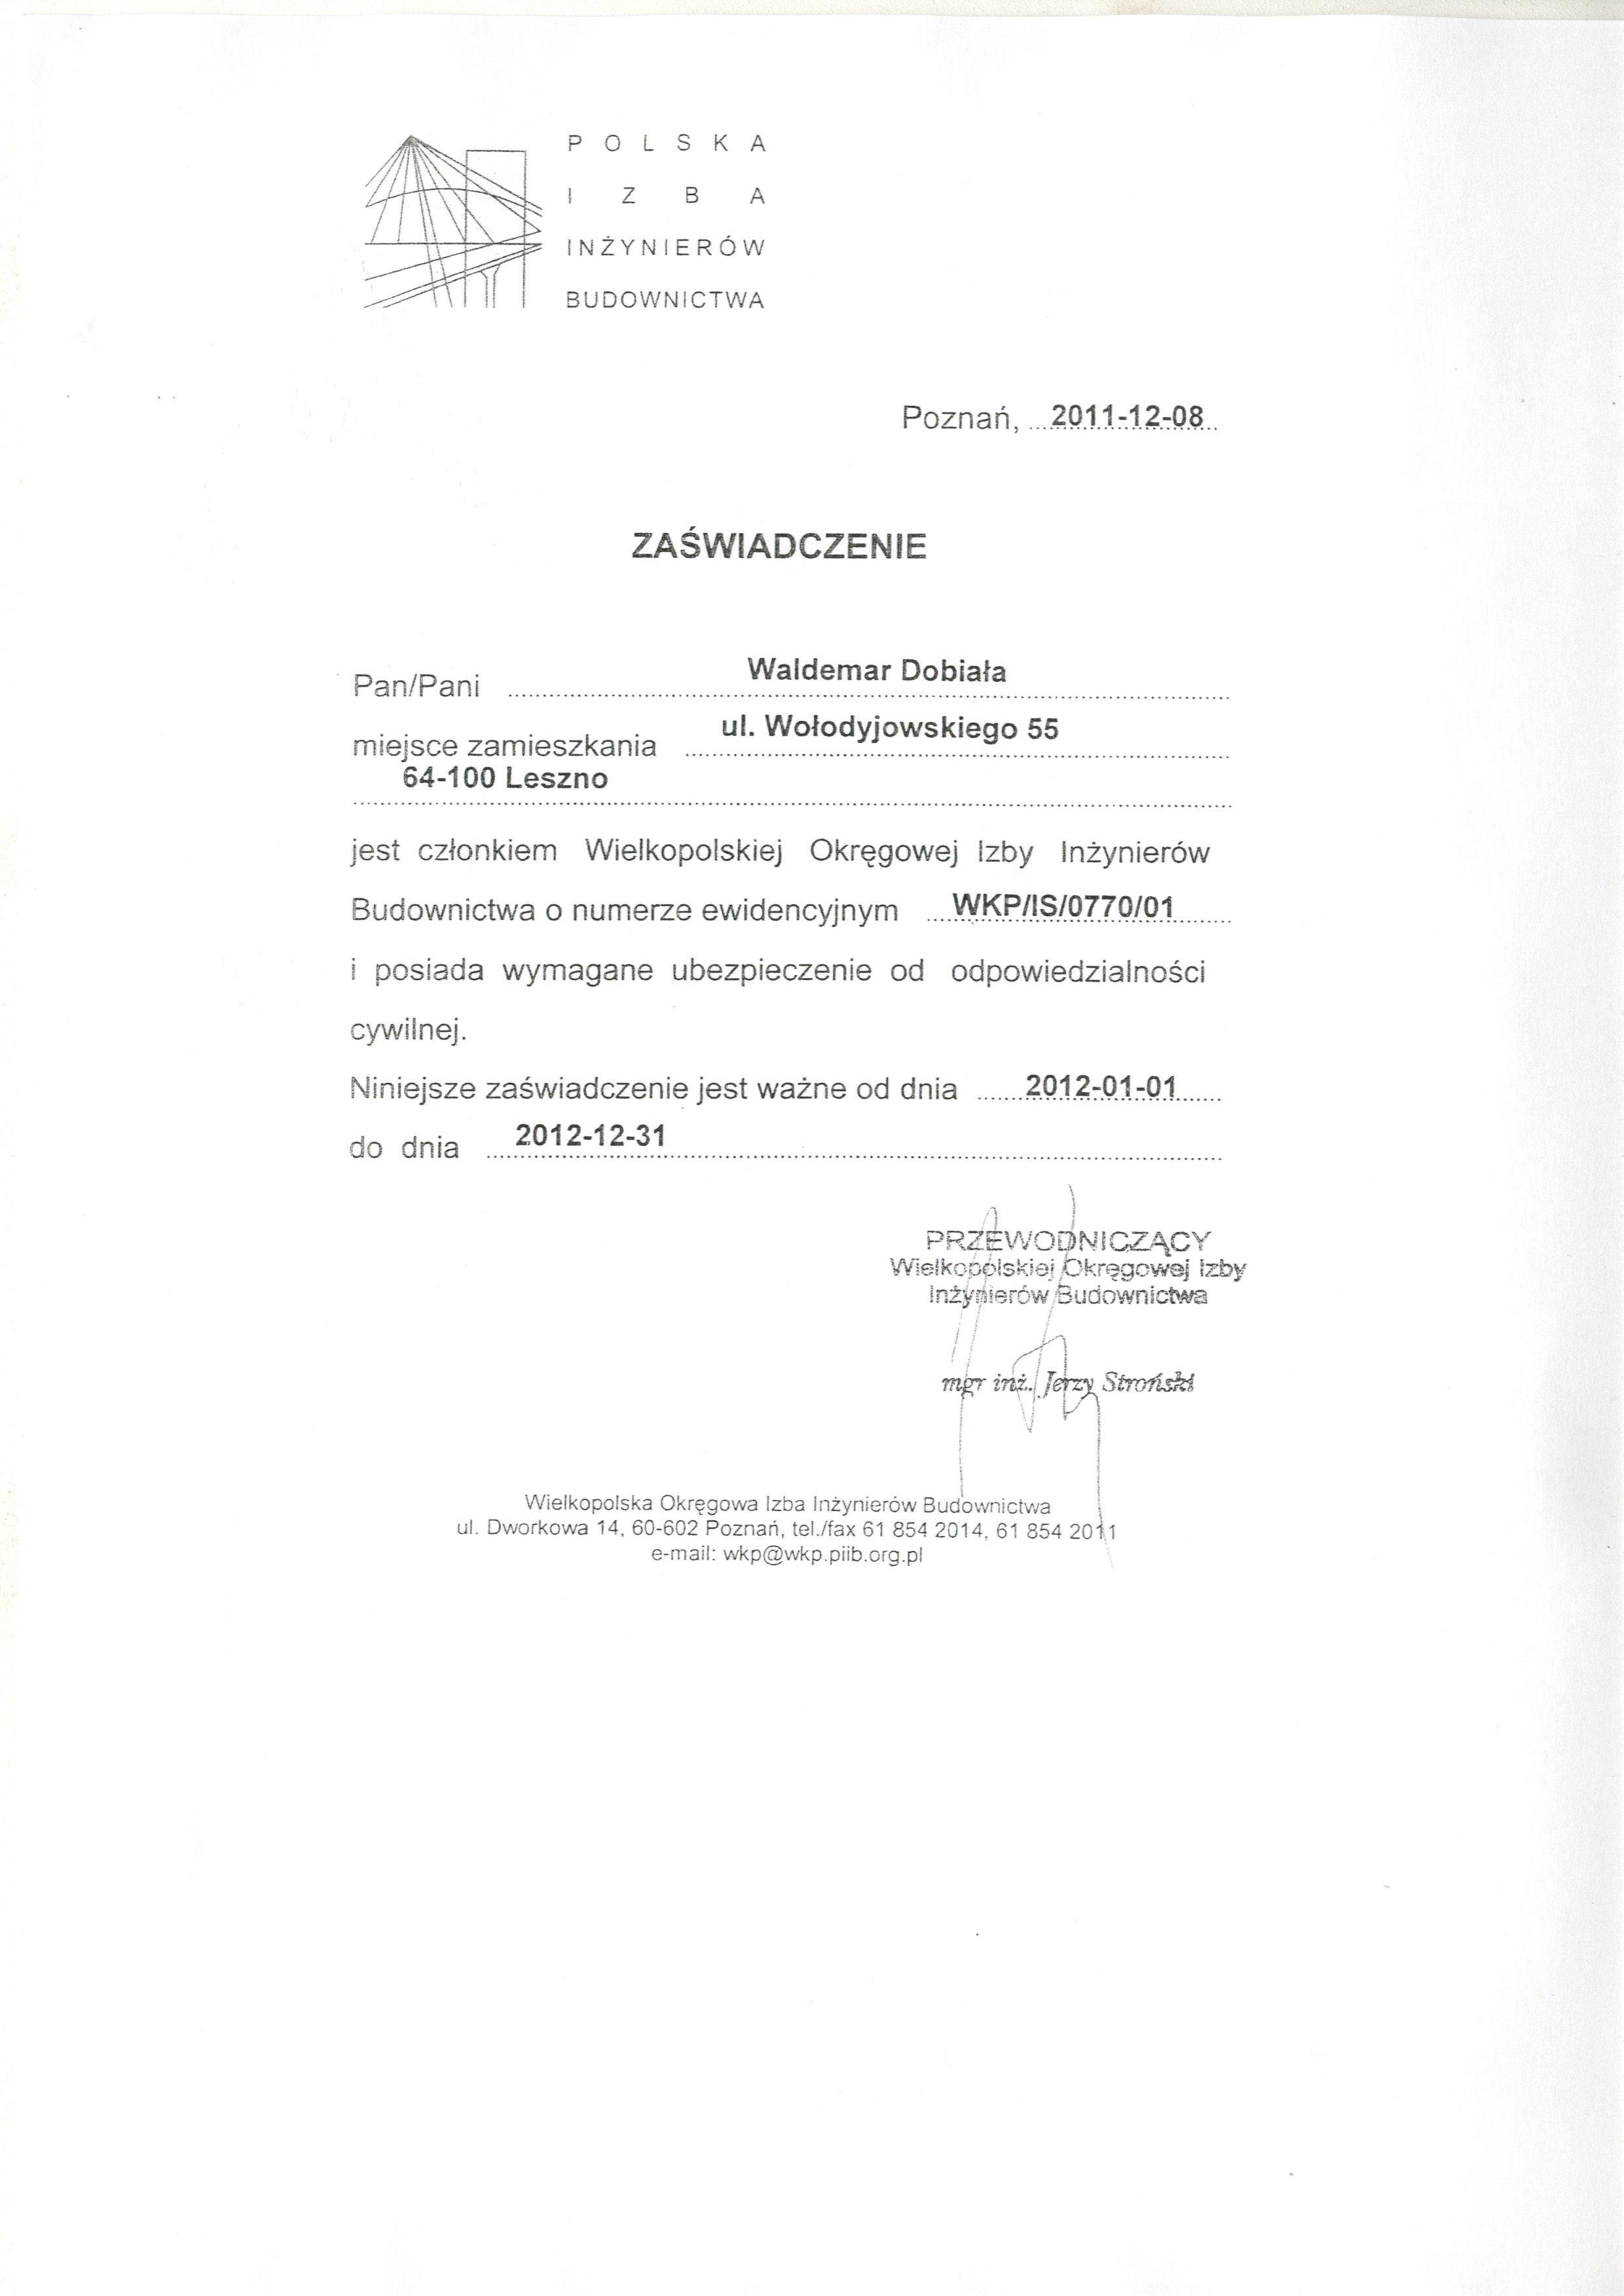 POLSKA
IZBA
INŻYNIERÓW
BUDOWNICTWA
Poznań, 2011-12-08
ZAŚWIADCZENIE
Pan/Pani Waldemar Dobiała
miejsce zamieszkania ul. Wołodyjowskiego 55
64-100 Leszno
jest członkiem Wielkopolskiej Okręgowej Izby Inżynierów
Budownictwa o numerze ewidencyjnym WKP/IS/0770/01
i posiada wymagane ubezpieczenie od odpowiedzialności
cywilnej.
Niniejsze zaświadczenie jest ważne od dnia 2012-01-01
do dnia 2012-12-31
PRZEWODNICZĄCY
Wielkopolskiej Okręgowej Izby
Inżynierów Budownictwa
mgr inż. Jerzy Stroński
Wielkopolska Okręgowa Izba Inżynierów Budownictwa
ul. Dworkowa 14, 60-602 Poznań, tel./fax 61 854 2014, 61 854 2011
e-mail: wkp@wkp.piib.org.pl